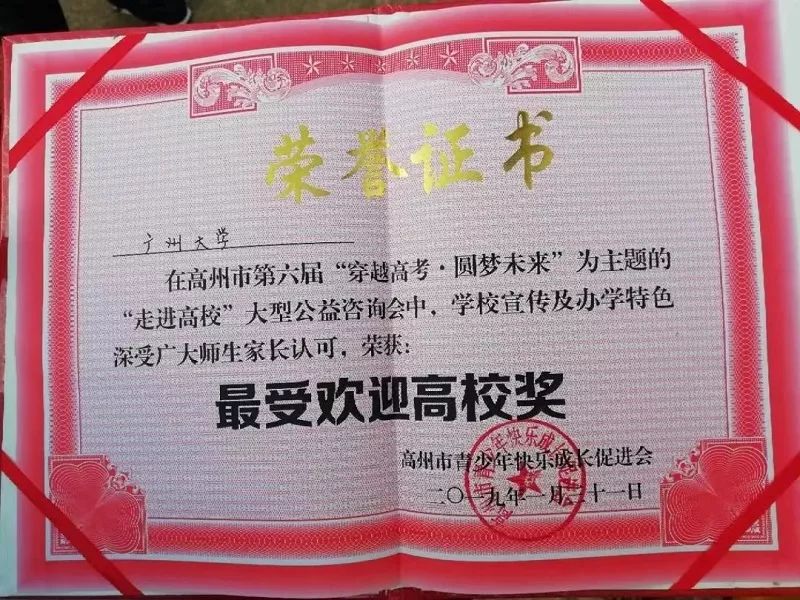 荣誉证书
广州大学
在高州市第六届“穿越高考·圆梦未来”为主题的
“走进高校”大型公益咨询会中，学校宣传及办学特色
深受广大师生家长认可，荣获：
最受欢迎高校奖
高州市青少年快乐成长促进会
二〇一九年一月二十一日